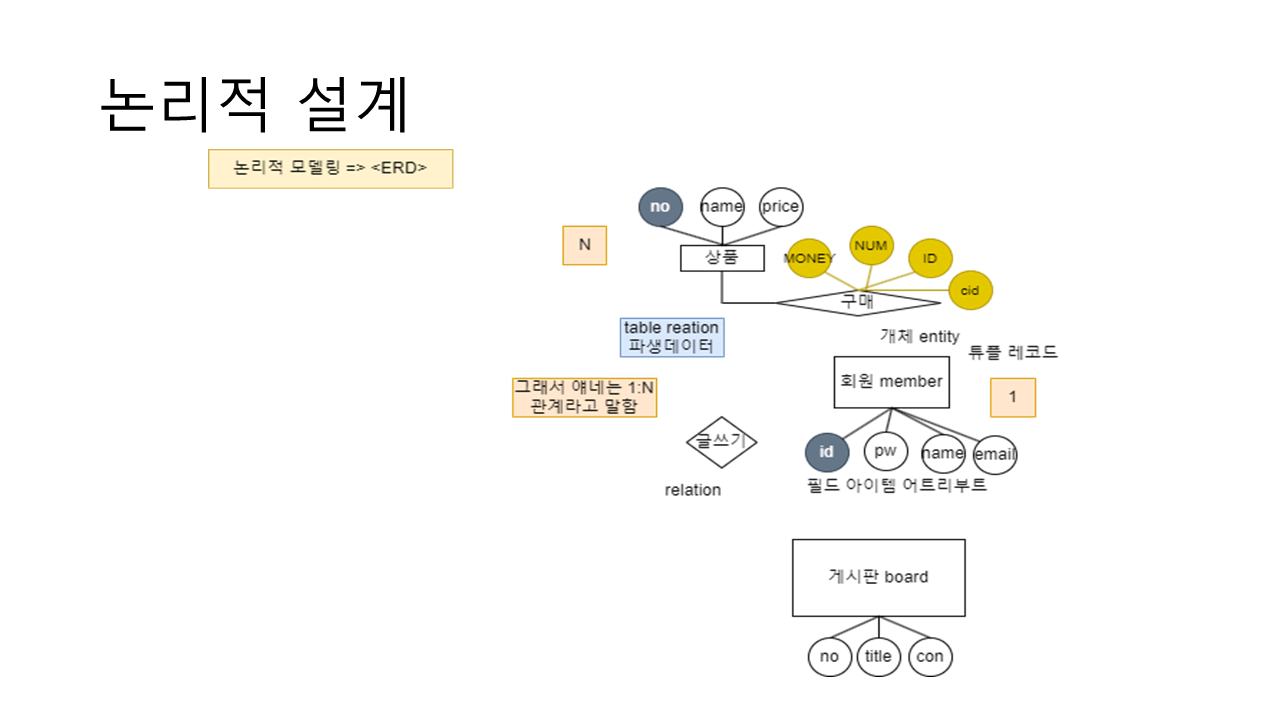 논리적 설계
논리적 모델링 => <ERD>
no
name
price
N
상품
MONEY
NUM
ID
cid
구매
table reation
파생데이터
개체 entity
튜플 레코드
회원 member
1
그래서 얘네는 1:N
관계라고 말함
글쓰기
relation
id
pw
name
email
필드 아이템 어트리부트
게시판 board
no
title
con